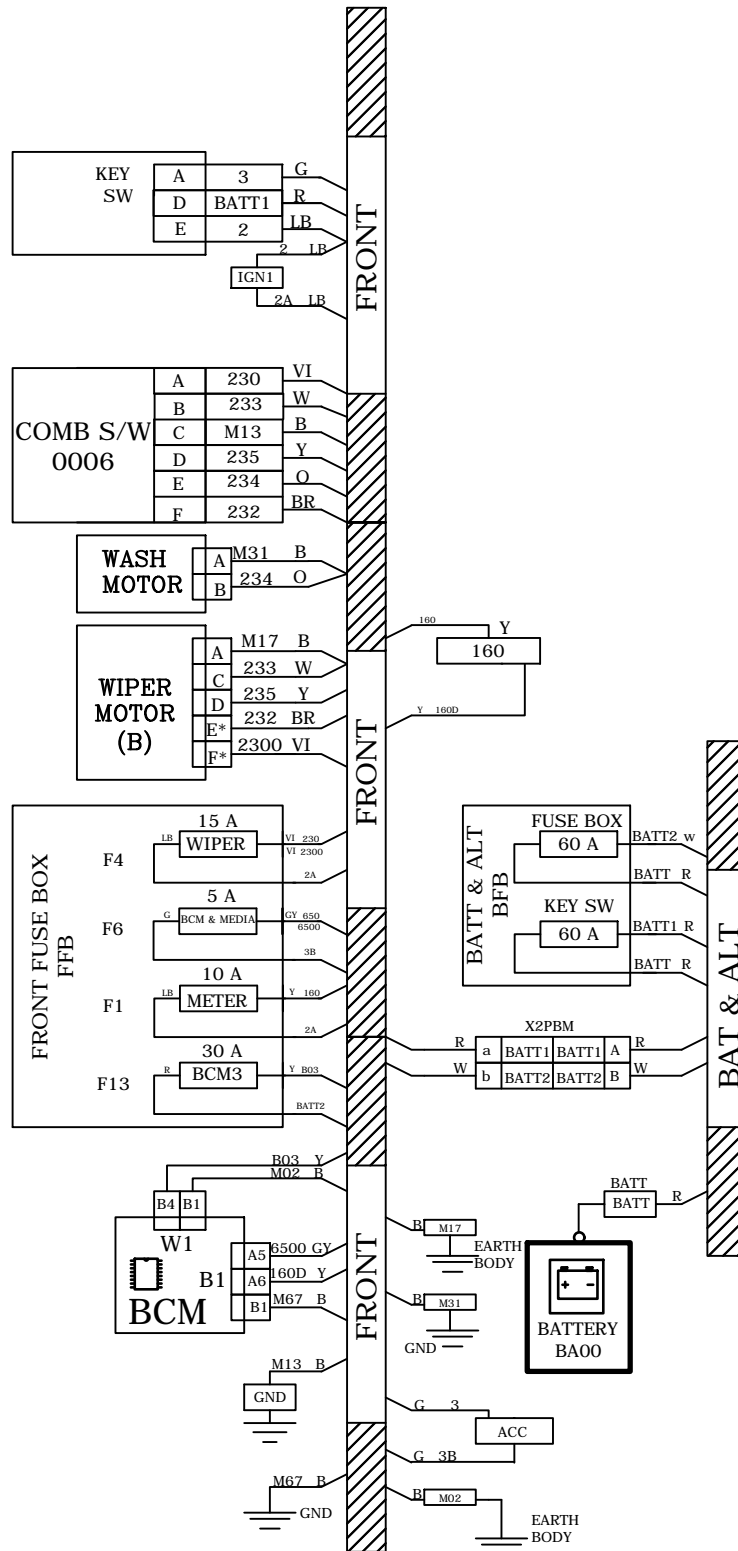 KEY
SW
A 3 G
D BATT1 R
E 2 LB
2 LB
IGN1
2A LB
FRONT
COMB S/W
0006
A 230 VI
B 233 W
C M13 B
D 235 Y
E 234 O
F 232 BR
WASH
MOTOR
A M31 B
B 234 O
WIPER
MOTOR
(B)
A M17 B
C 233 W
D 235 Y
E* 232 BR
F* 2300 VI
160 Y
160
Y 160D
FRONT
FRONT FUSE BOX
FFB
15 A
F4 LB WIPER VI 230
VI 2300
2A
5 A
F6 G BCM & MEDIA GY 650
6500
3B
10 A
F1 LB METER Y 160
2A
30 A
F13 R BCM3 Y B03
BATT2
BATT & ALT
BFB
FUSE BOX
60 A BATT2 W
BATT R
KEY SW
60 A BATT1 R
BATT R
BAT & ALT
X2PBM
R a BATT1 BATT1 A R
W b BATT2 BATT2 B W
BATT
BATT R
BATTERY
BA00
B03 Y
M02 B
B4 B1
W1
B1
A5 6500 GY
A6 160D Y
B1 M67 B
BCM
FRONT
B M17
EARTH
BODY
B M31
GND
M13 B
GND
G 3
ACC
G 3B
M67 B
GND
B M02
EARTH
BODY